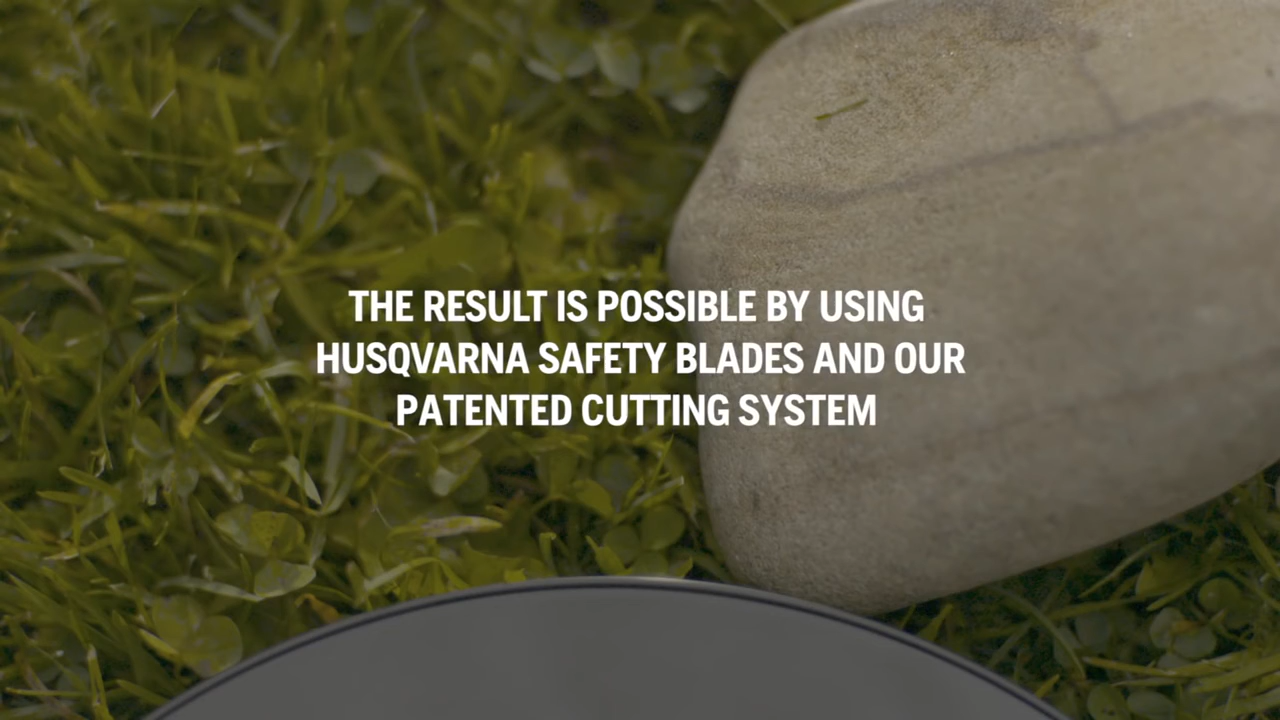 THE RESULT IS POSSIBLE BY USING
HUSQVARNA SAFETY BLADES AND OUR
PATENTED CUTTING SYSTEM